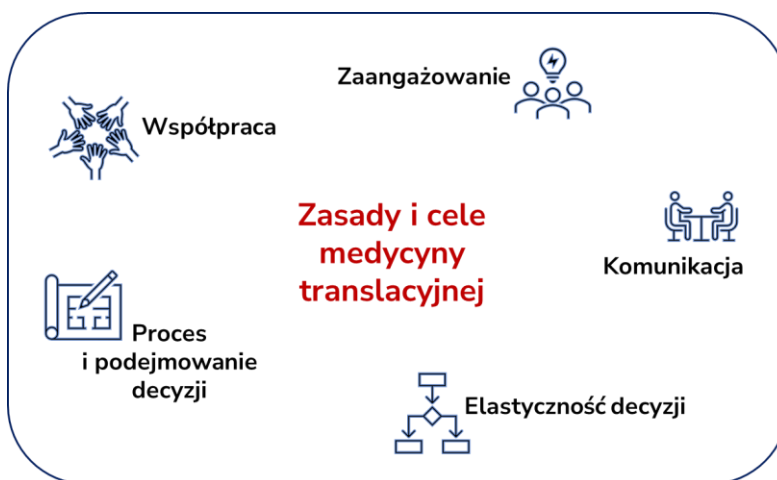 Zaangażowanie
Współpraca
Zasady i cele
medycyny
translacyjnej
Komunikacja
Proces
i podejmowanie
decyzji
Elastyczność decyzji